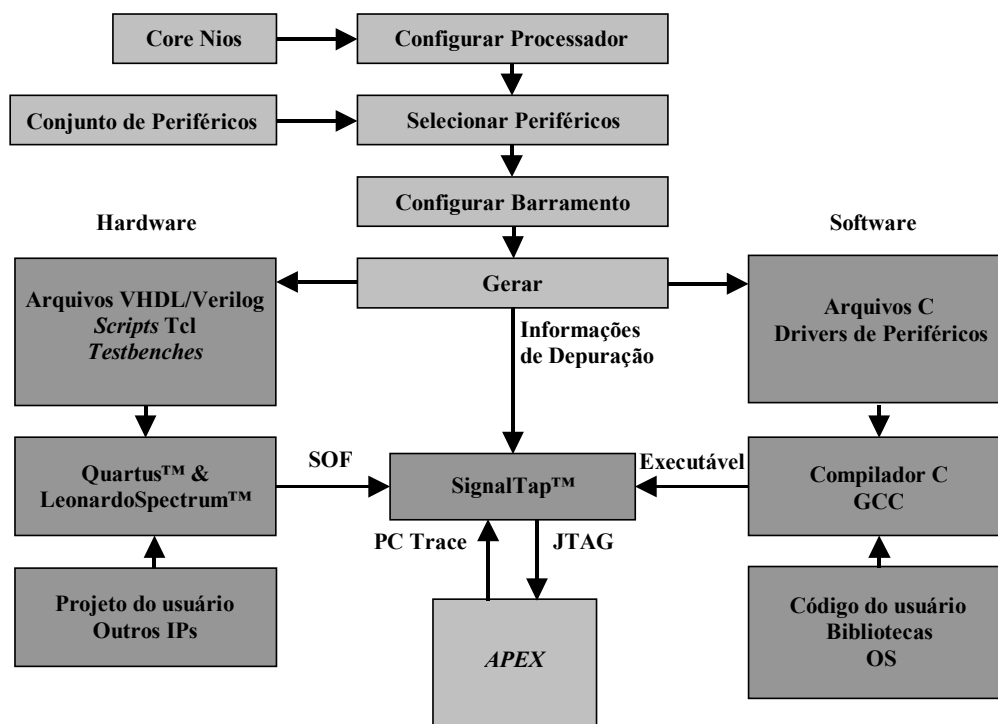 Core Nios
Configurar Processador
Conjunto de Periféricos
Selecionar Periféricos
Configurar Barramento
Hardware
Software
Gerar
Arquivos VHDL/Verilog
Scripts Tcl
Testbenches
Informações
de Depuração
Arquivos C
Drivers de Periféricos
Quartus™ &
LeonardoSpectrum™
SOF
SignalTap™
Executável
Compilador C
GCC
PC Trace
JTAG
Projeto do usuário
Outros IPs
APEX
Código do usuário
Bibliotecas
OS